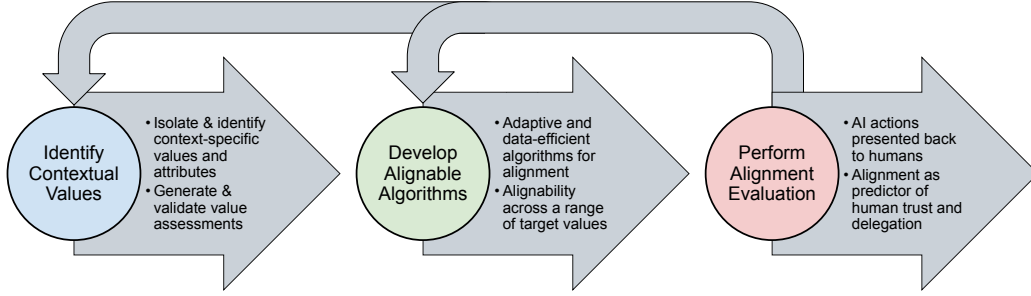 Identify
Contextual
Values
• Isolate & identify
context-specific
values and
attributes
• Generate &
validate value
assessments
Develop
Alignable
Algorithms
• Adaptive and
data-efficient
algorithms for
alignment
• Alignability
across a range
of target values
Perform
Alignment
Evaluation
• AI actions
presented back
to humans
• Alignment as
predictor of
human trust and
delegation